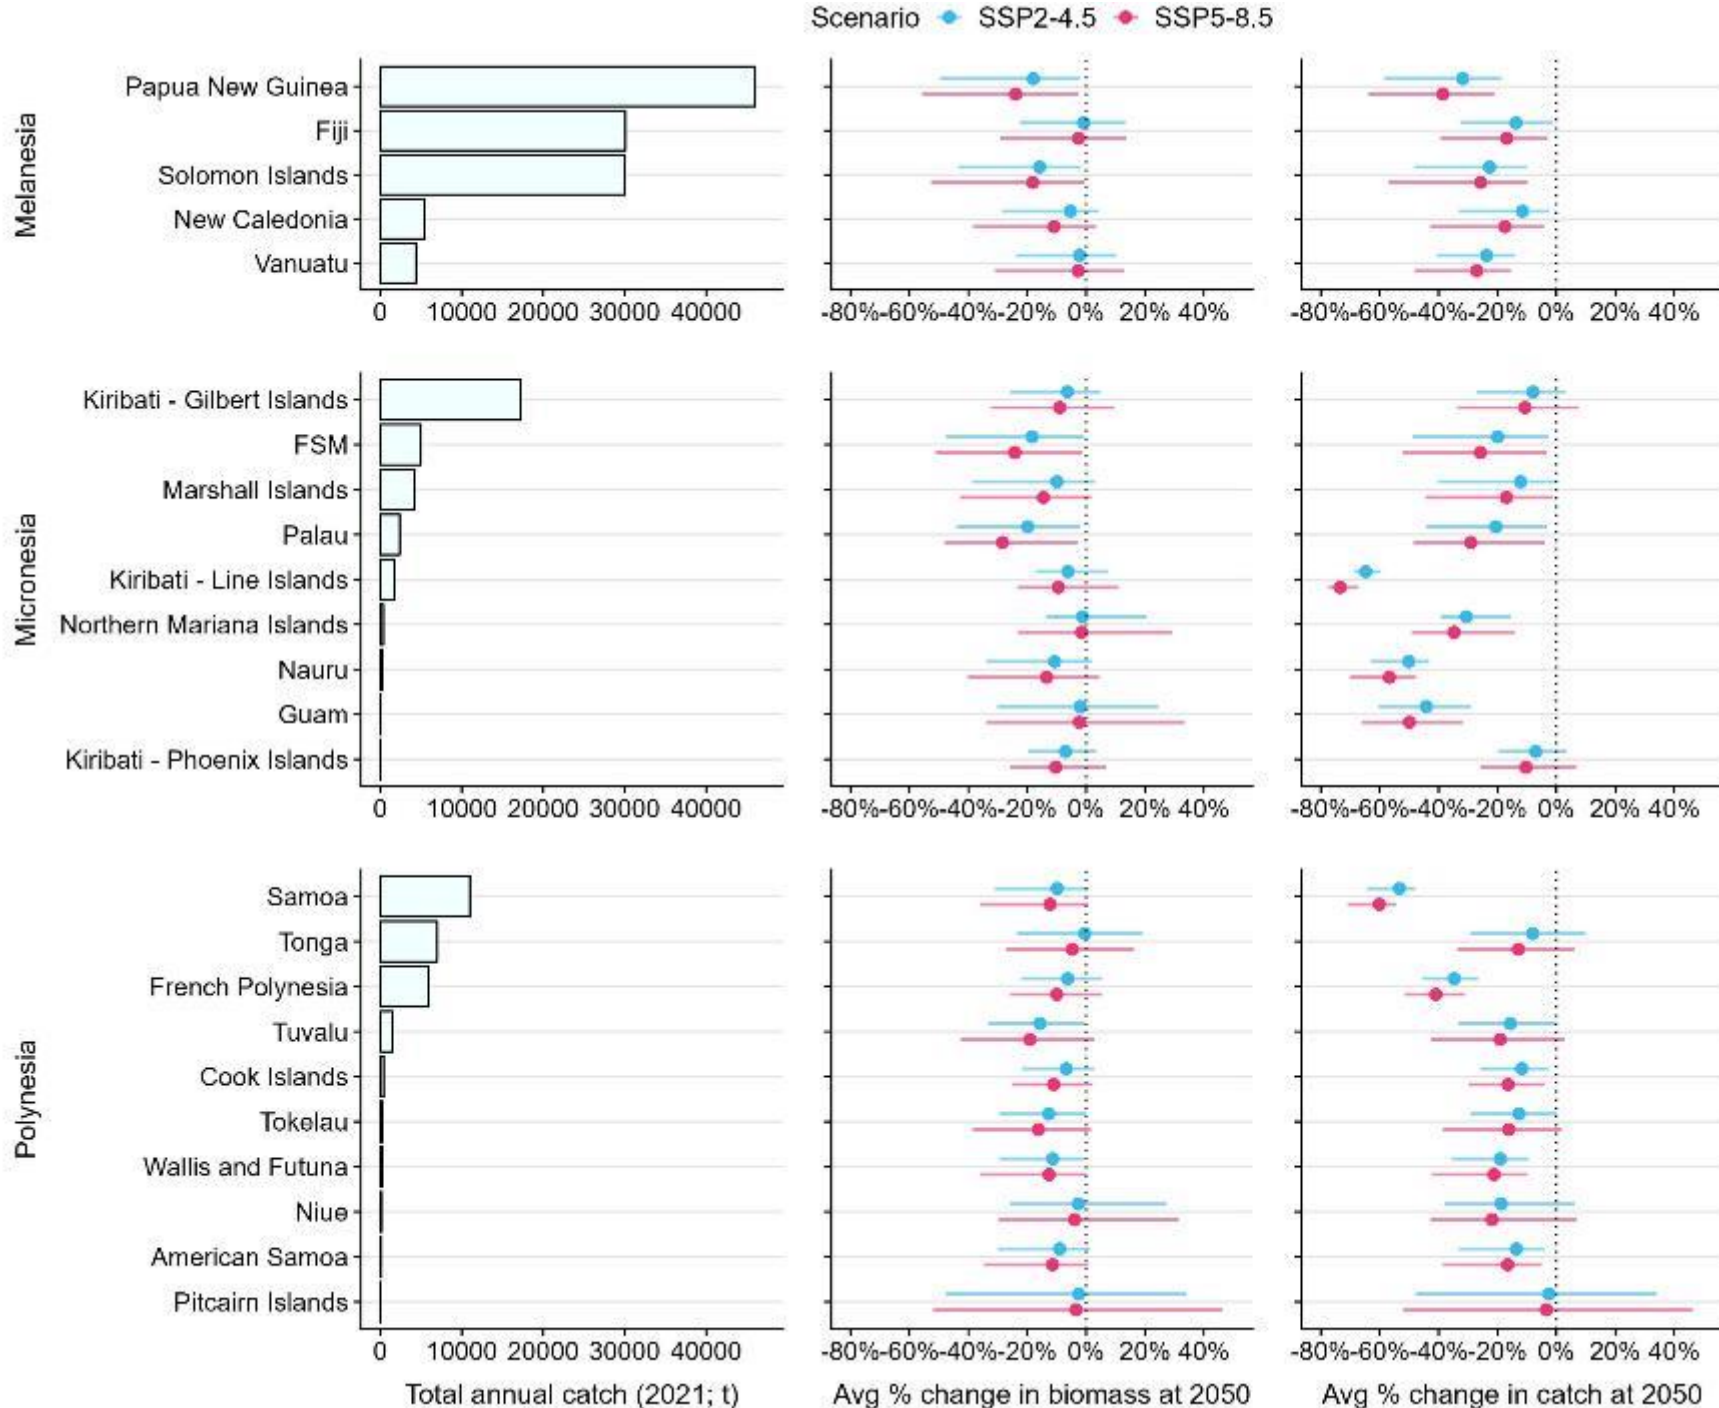 Scenario SSP2-4.5 SSP5-8.5
Melanesia
Papua New Guinea
Fiji
Solomon Islands
New Caledonia
Vanuatu
0 10000 20000 30000 40000
-80% -60% -40% -20% 0% 20% 40%
-80% -60% -40% -20% 0% 20% 40%
Micronesia
Kiribati - Gilbert Islands
FSM
Marshall Islands
Palau
Kiribati - Line Islands
Northern Mariana Islands
Nauru
Guam
Kiribati - Phoenix Islands
0 10000 20000 30000 40000
-80% -60% -40% -20% 0% 20% 40%
-80% -60% -40% -20% 0% 20% 40%
Polynesia
Samoa
Tonga
French Polynesia
Tuvalu
Cook Islands
Tokelau
Wallis and Futuna
Niue
American Samoa
Pitcairn Islands
0 10000 20000 30000 40000
-80% -60% -40% -20% 0% 20% 40%
-80% -60% -40% -20% 0% 20% 40%
Total annual catch (2021; t)
Avg % change in biomass at 2050
Avg % change in catch at 2050